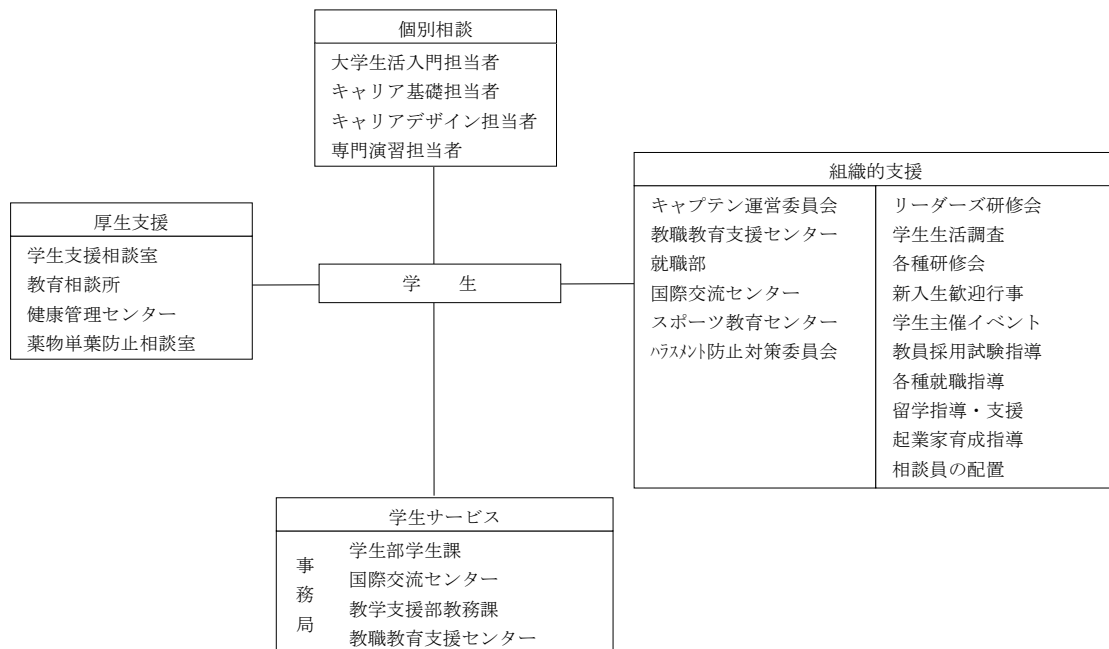 個別相談
大学生活入門担当者
キャリア基礎担当者
キャリアデザイン担当者
専門演習担当者
厚生支援
学生支援相談室
教育相談所
健康管理センター
薬物単葉防止相談室
学　生
組織的支援
キャプテン運営委員会
教職教育支援センター
就職部
国際交流センター
スポーツ教育センター
ﾊﾗｽﾒﾝﾄ防止対策委員会
リーダーズ研修会
学生生活調査
各種研修会
新入生歓迎行事
学生主催イベント
教員採用試験指導
各種就職指導
留学指導・支援
起業家育成指導
相談員の配置
学生サービス
事務局
学生部学生課
国際交流センター
教学支援部教務課
教職教育支援センター